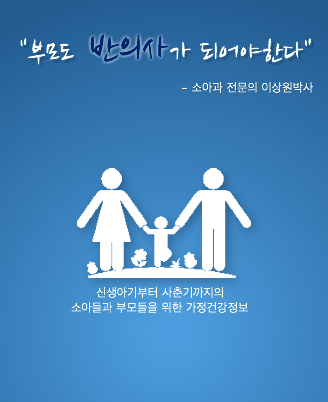 "부모도 반의사가 되어야한다"
- 소아과 전문의 이상원박사
신생아기부터 사춘기까지의
소아들과 부모들을 위한 가정건강정보